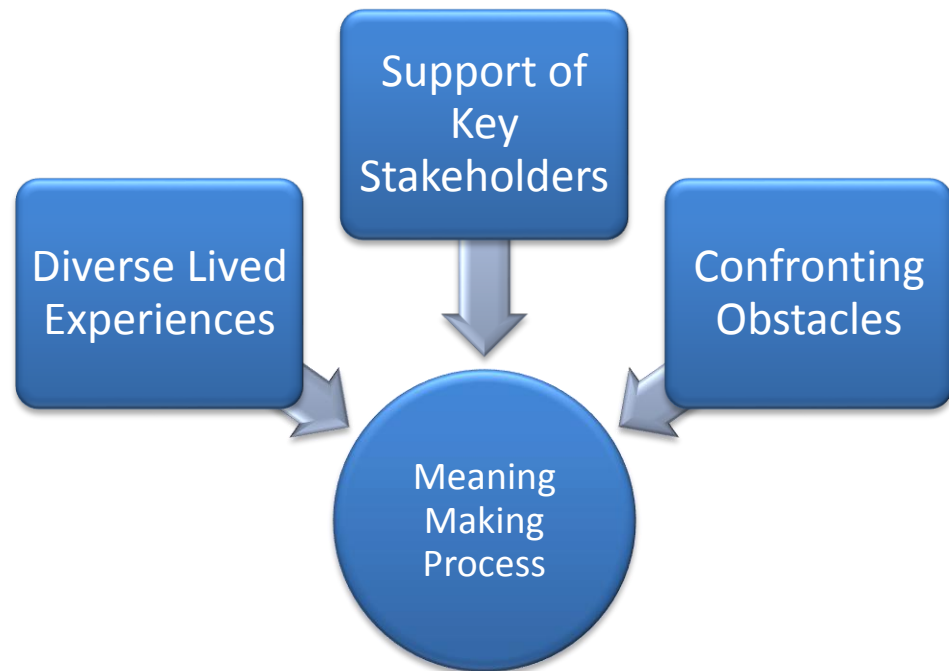 Support of
Key
Stakeholders
Diverse Lived
Experiences
Confronting
Obstacles
Meaning
Making
Process